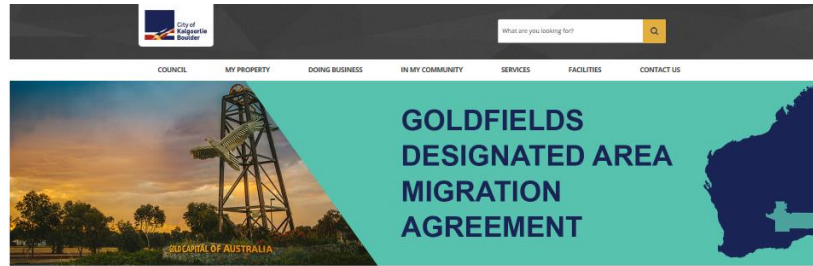 City of
Kalgoorlie
Boulder
What are you looking for?
COUNCIL MY PROPERTY DOING BUSINESS IN MY COMMUNITY SERVICES FACILITIES CONTACT US
GOLDFIELDS
DESIGNATED AREA
MIGRATION
AGREEMENT
GOLD CAPITAL OF AUSTRALIA